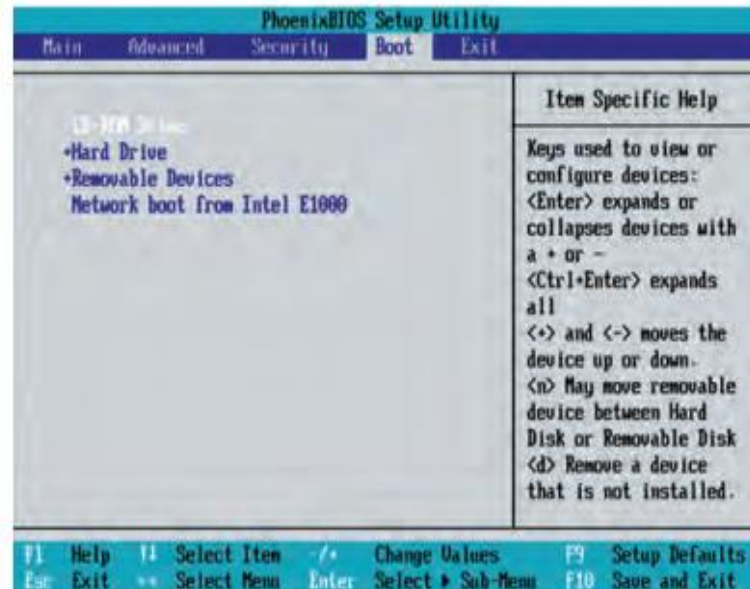 PhoenixBIOS Setup Utility
Main Advanced Security Boot Exit
CD-ROM Drive
+Hard Drive
+Removable Devices
Network boot from Intel E1000
Item Specific Help
Keys used to view or
configure devices:
<Enter> expands or
collapses devices with
a + or -
<Ctrl+Enter> expands
all
<+> and <-> moves the
device up or down.
<n> May move removable
device between Hard
Disk or Removable Disk
<d> Remove a device
that is not installed.
F1 Help ↑↓ Select Item -/+ Change Values F9 Setup Defaults
Esc Exit ↔ Select Menu Enter Select ▶ Sub-Menu F10 Save and Exit